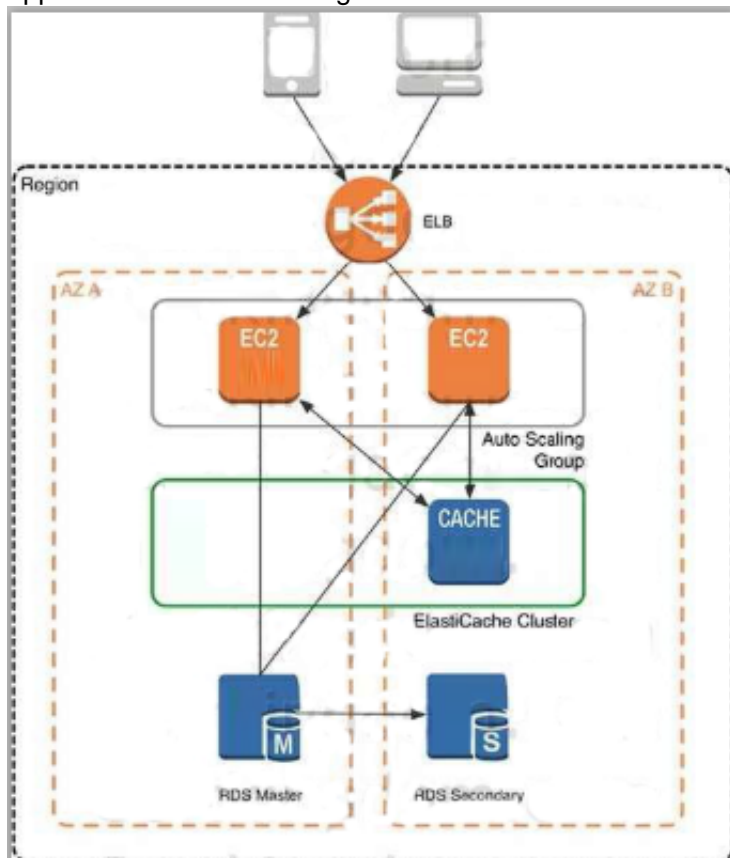 Region
ELB
AZ A
AZ B
EC2
EC2
Auto Scaling
Group
CACHE
ElastiCache Cluster
M
S
RDS Master
RDS Secondary